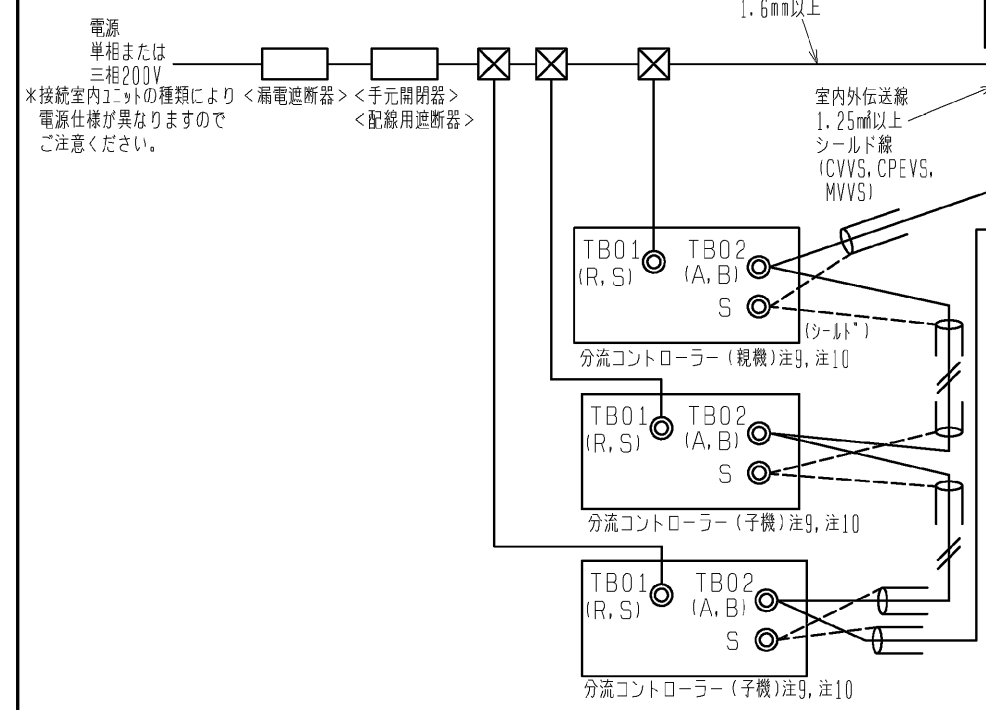 1.6mm以上
電源
単相または
三相200V
*接続室内ユニットの種類により
電源仕様が異なりますので
ご注意ください。
<漏電遮断器>
<手元開閉器>
<配線用遮断器>
室内外伝送線
1.25㎟以上
シールド線
(CVVS,CPEVS,
MVVS)
TB01
(R,S)
TB02
(A,B)
S
(シールド)
分流コントローラー(親機)注9,注10
TB01
(R,S)
TB02
(A,B)
S
分流コントローラー(子機)注9,注10
TB01
(R,S)
TB02
(A,B)
S
分流コントローラー(子機)注9,注10